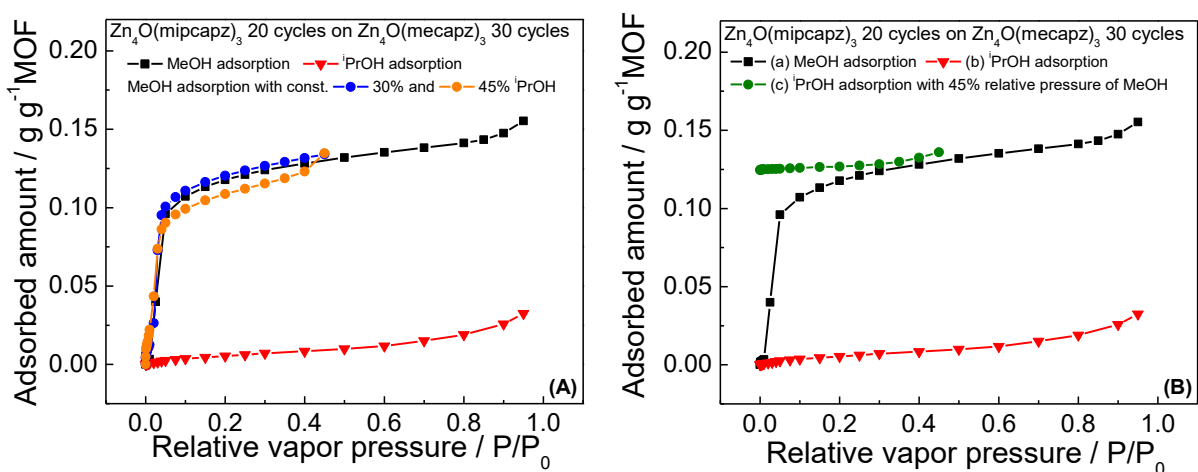 Zn₄O(mipcapz)₃ 20 cycles on Zn₄O(mecapz)₃ 30 cycles
MeOH adsorption ⁱPrOH adsorption
MeOH adsorption with const. 30% and 45% ⁱPrOH
Adsorbed amount / g g⁻¹MOF
0.20
0.15
0.10
0.05
0.00
0.0 0.2 0.4 0.6 0.8 1.0
Relative vapor pressure / P/P₀
(A)
Zn₄O(mipcapz)₃ 20 cycles on Zn₄O(mecapz)₃ 30 cycles
(a) MeOH adsorption (b) ⁱPrOH adsorption
(c) ⁱPrOH adsorption with 45% relative pressure of MeOH
Adsorbed amount / g g⁻¹MOF
0.20
0.15
0.10
0.05
0.00
0.0 0.2 0.4 0.6 0.8 1.0
Relative vapor pressure / P/P₀
(B)